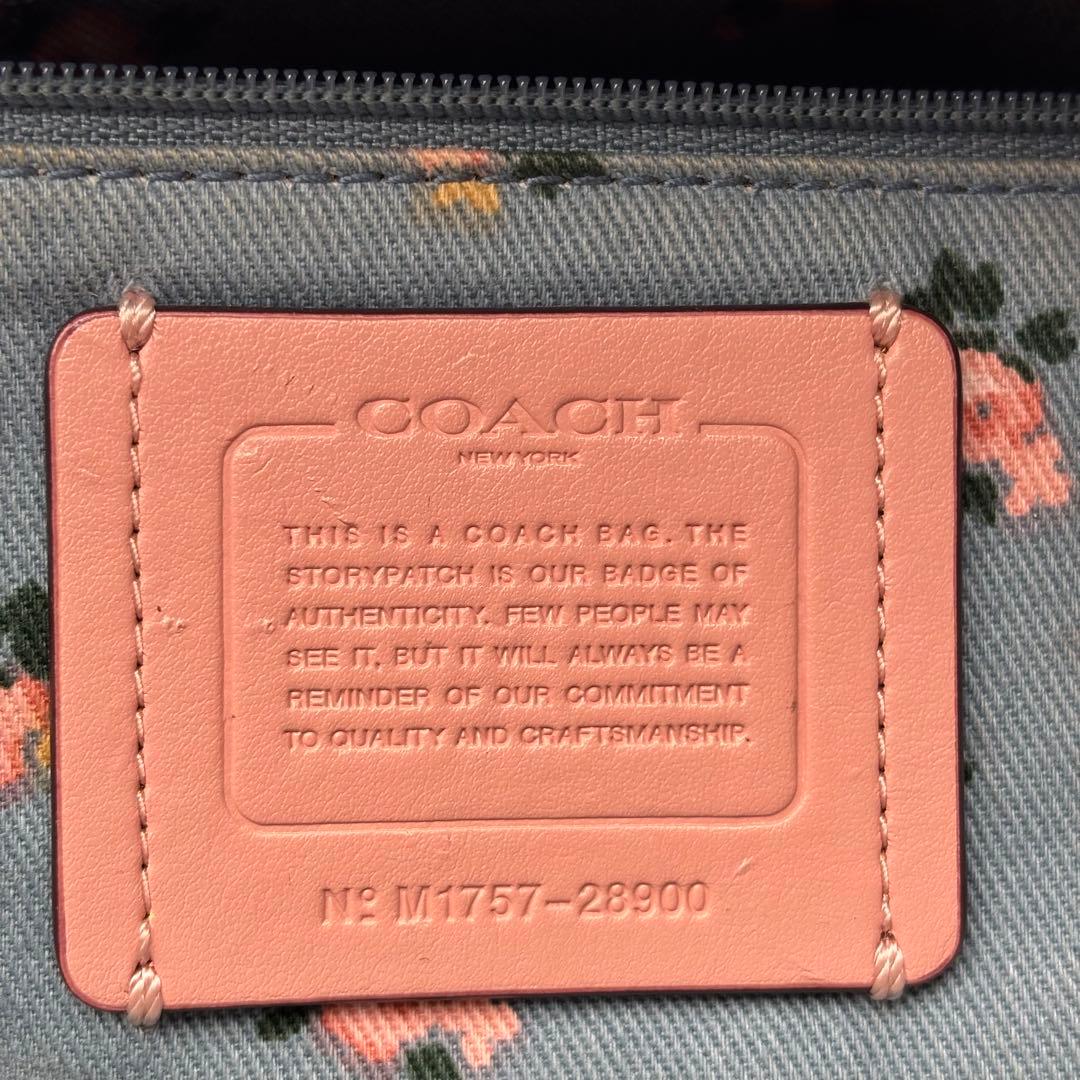 COACH
NEW YORK
THIS IS A COACH BAG. THE
STORYPATCH IS OUR BADGE OF
AUTHENTICITY. FEW PEOPLE MAY
SEE IT, BUT IT WILL ALWAYS BE A
REMINDER OF OUR COMMITMENT
TO QUALITY AND CRAFTSMANSHIP.
Nº M1757-28900